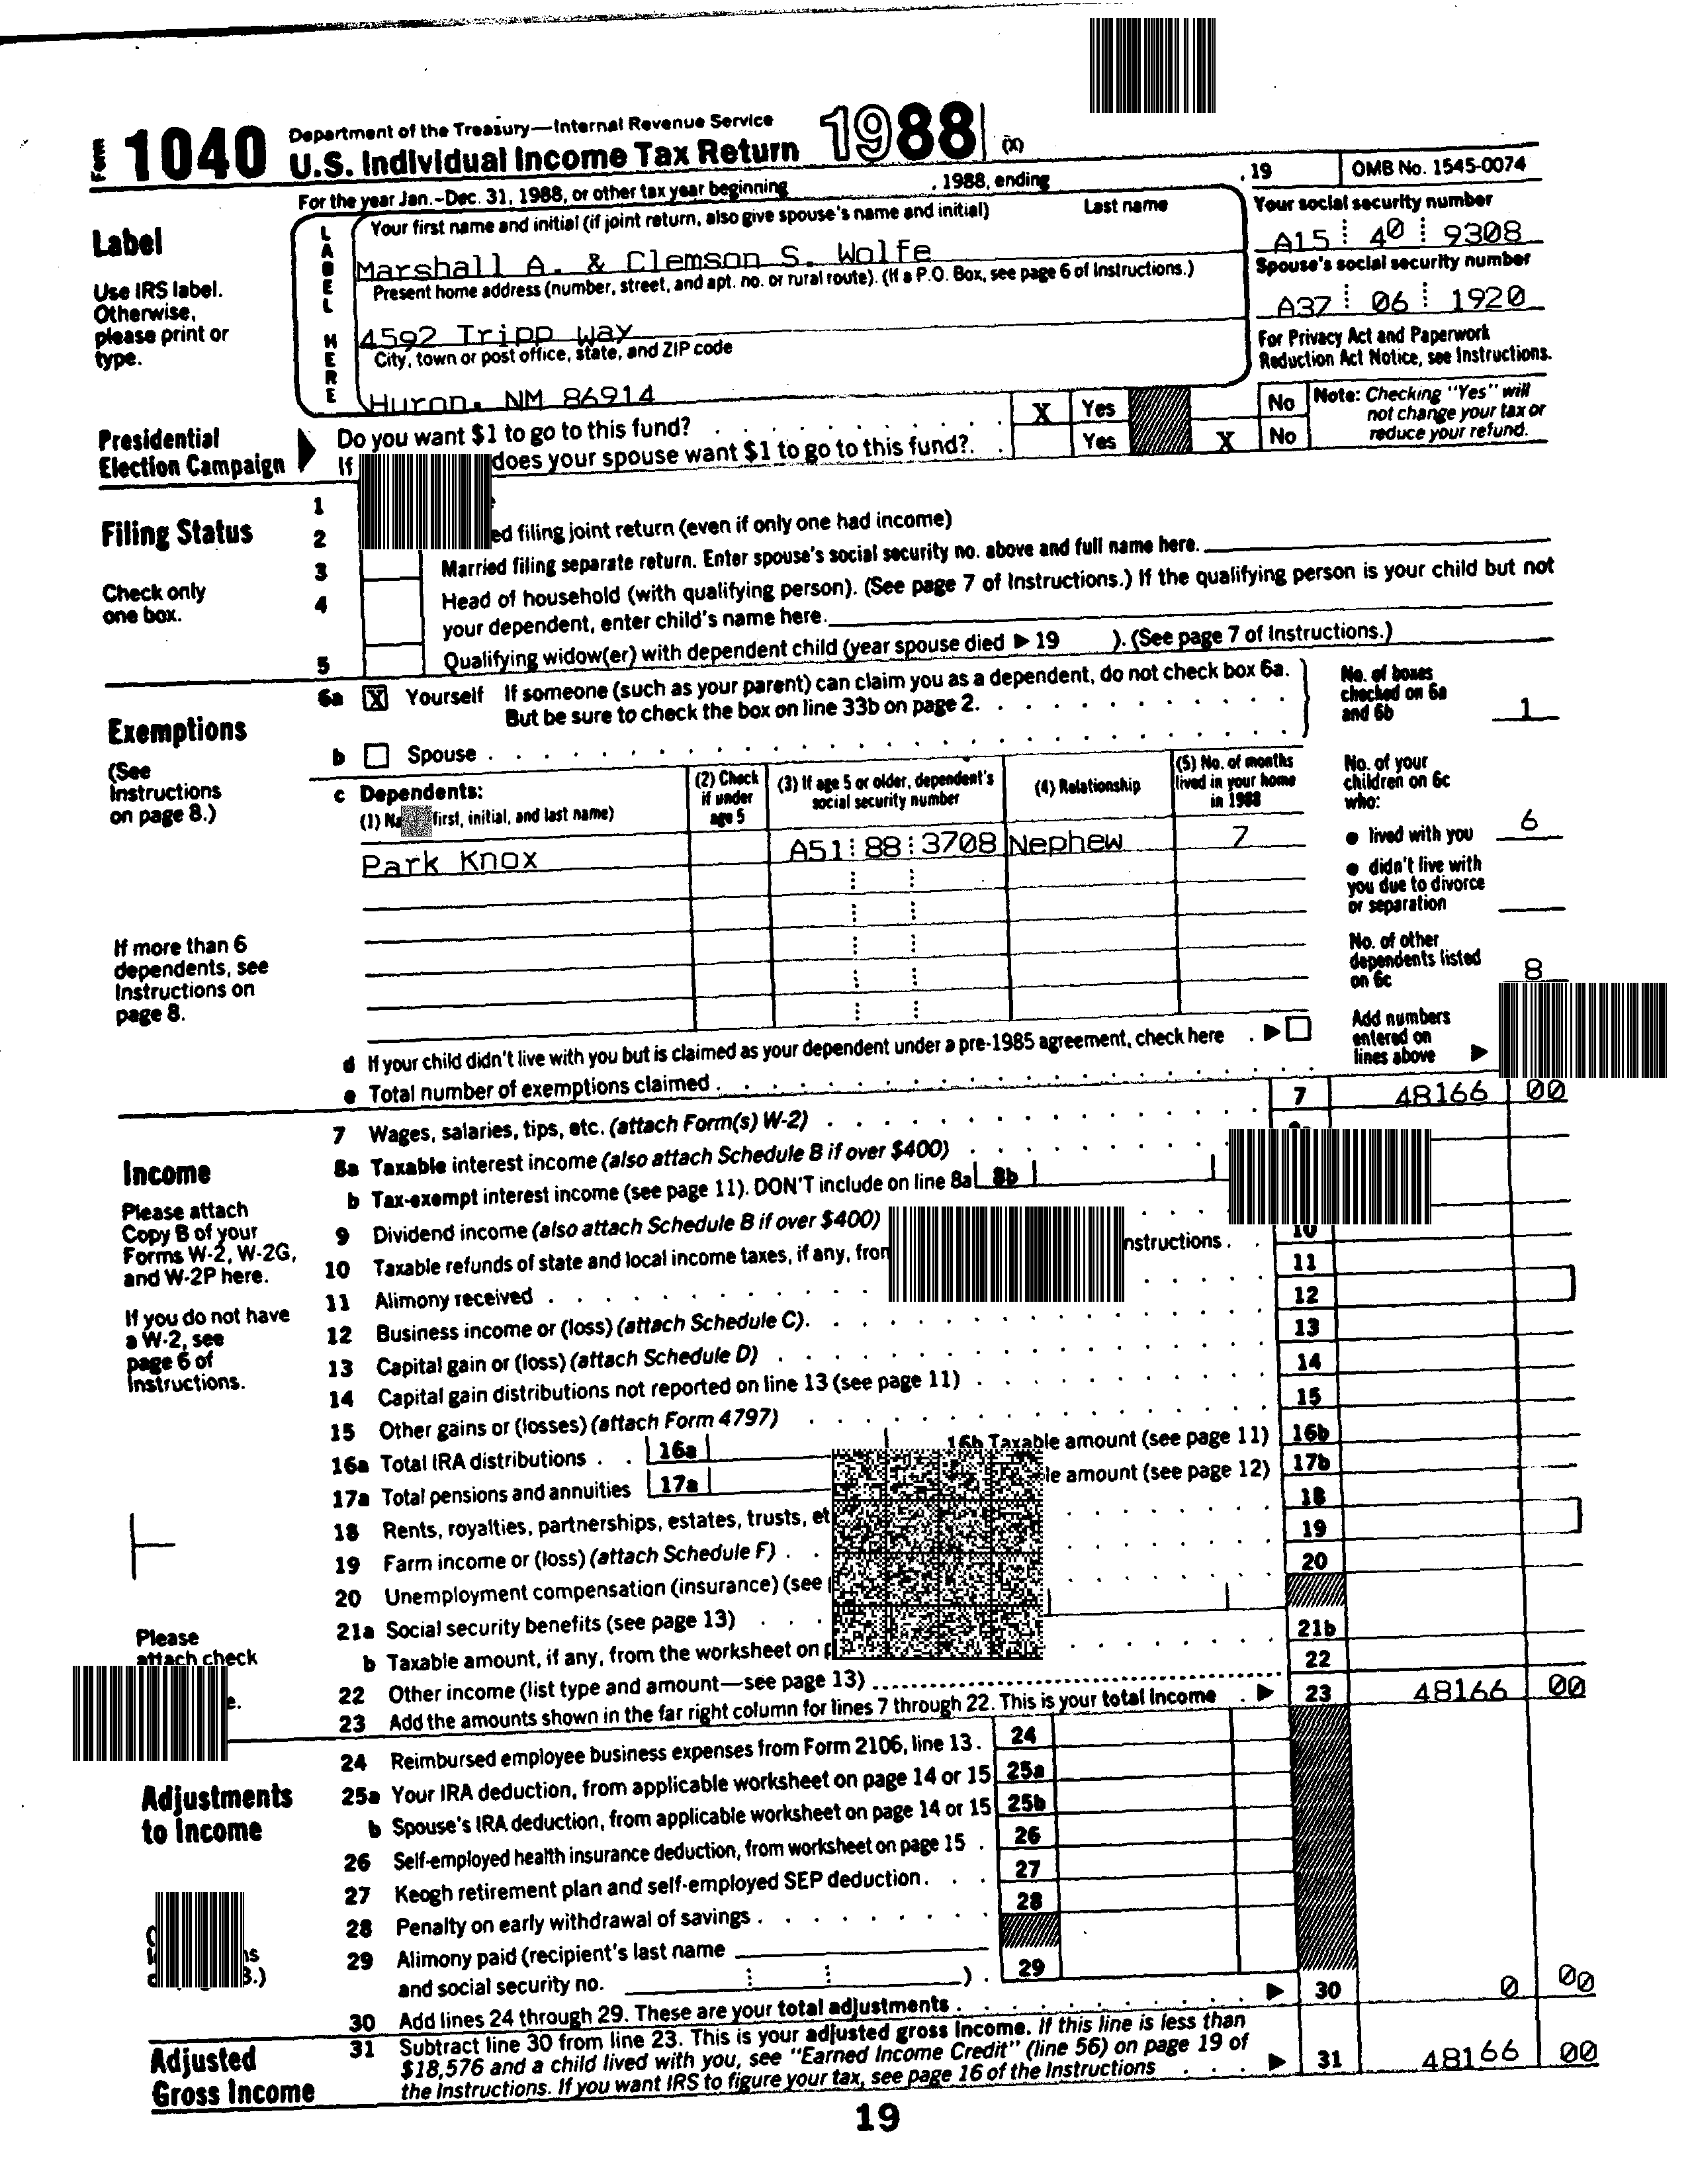 Form 1040 Department of the Treasury—Internal Revenue Service
U.S. Individual Income Tax Return 1988 (X)
For the year Jan.-Dec. 31, 1988, or other tax year beginning , 1988, ending , 19 OMB No. 1545-0074
Label
Use IRS label. Otherwise, please print or type.
LABEL HERE
Your first name and initial (if joint return, also give spouse's name and initial) Last name
Marshall A. & Clemson S. Wolfe
Your social security number
A15 40 9308
Present home address (number, street, and apt. no. or rural route). (If a P.O. Box, see page 6 of Instructions.)
4592 Tripp Way
Spouse's social security number
A37 06 1920
City, town or post office, state, and ZIP code
Huron, NM 86914
For Privacy Act and Paperwork Reduction Act Notice, see Instructions.
Presidential Election Campaign
Do you want $1 to go to this fund? X Yes No
If does your spouse want $1 to go to this fund? Yes X No
Note: Checking "Yes" will not change your tax or reduce your refund.
Filing Status
Check only one box.
1
2 ed filing joint return (even if only one had income)
3 Married filing separate return. Enter spouse's social security no. above and full name here.
4 Head of household (with qualifying person). (See page 7 of Instructions.) If the qualifying person is your child but not
your dependent, enter child's name here.
5 Qualifying widow(er) with dependent child (year spouse died ▶ 19 ). (See page 7 of Instructions.)
Exemptions
(See Instructions on page 8.)
6a X Yourself If someone (such as your parent) can claim you as a dependent, do not check box 6a.
But be sure to check the box on line 33b on page 2.
b Spouse
No. of boxes checked on 6a and 6b 1
c Dependents:
(1) Na first, initial, and last name)
(2) Check if under age 5
(3) If age 5 or older, dependent's social security number
(4) Relationship
(5) No. of months lived in your home in 1988
Park Knox A51 88 3708 Nephew 7
No. of your children on 6c who:
● lived with you 6
● didn't live with you due to divorce or separation
No. of other dependents listed on 6c 8
Add numbers entered on lines above ▶
If more than 6 dependents, see Instructions on page 8.
d If your child didn't live with you but is claimed as your dependent under a pre-1985 agreement, check here ▶
e Total number of exemptions claimed
Income
Please attach Copy B of your Forms W-2, W-2G, and W-2P here.
If you do not have a W-2, see page 6 of Instructions.
7 Wages, salaries, tips, etc. (attach Form(s) W-2) 7 48166 00
8a Taxable interest income (also attach Schedule B if over $400)
b Tax-exempt interest income (see page 11). DON'T include on line 8a 8b
9 Dividend income (also attach Schedule B if over $400)
10 Taxable refunds of state and local income taxes, if any, from nstructions. 10
11 Alimony received 11
12 Business income or (loss) (attach Schedule C). 12
13 Capital gain or (loss) (attach Schedule D) 13
14 Capital gain distributions not reported on line 13 (see page 11) 14
15 Other gains or (losses) (attach Form 4797) 15
16a Total IRA distributions 16a 16b Taxable amount (see page 11) 16b
17a Total pensions and annuities 17a le amount (see page 12) 17b
18 Rents, royalties, partnerships, estates, trusts, et 18
19 Farm income or (loss) (attach Schedule F) 19
20 Unemployment compensation (insurance) (see 20
21a Social security benefits (see page 13)
b Taxable amount, if any, from the worksheet on 21b
22 Other income (list type and amount—see page 13) 22
23 Add the amounts shown in the far right column for lines 7 through 22. This is your total income ▶ 23 48166 00
Please
attach check
e.
Adjustments to Income
24 Reimbursed employee business expenses from Form 2106, line 13. 24
25a Your IRA deduction, from applicable worksheet on page 14 or 15 25a
b Spouse's IRA deduction, from applicable worksheet on page 14 or 15 25b
26 Self-employed health insurance deduction, from worksheet on page 15 26
27 Keogh retirement plan and self-employed SEP deduction. 27
28 Penalty on early withdrawal of savings 28
29 Alimony paid (recipient's last name
and social security no. ) 29
30 Add lines 24 through 29. These are your total adjustments ▶ 30 0 00
Adjusted Gross Income
31 Subtract line 30 from line 23. This is your adjusted gross income. If this line is less than
$18,576 and a child lived with you, see "Earned Income Credit" (line 56) on page 19 of
the Instructions. If you want IRS to figure your tax, see page 16 of the Instructions ▶ 31 48166 00
19